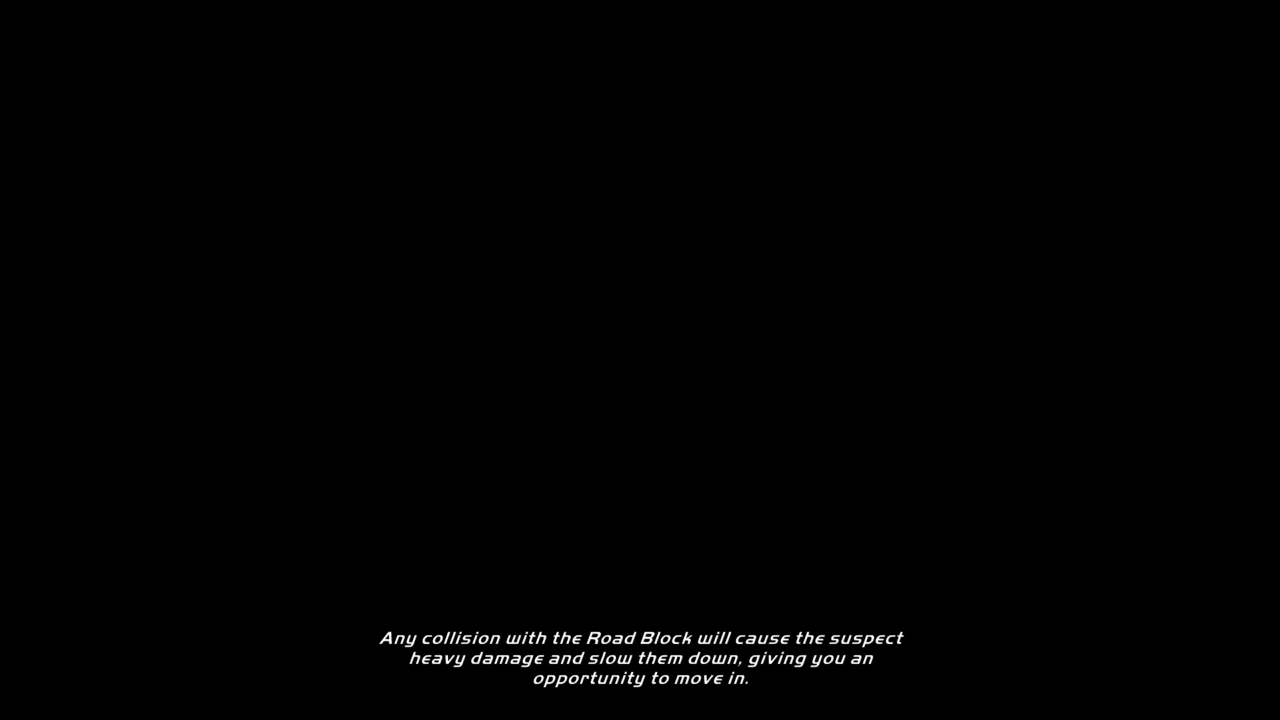 Any collision with the Road Block will cause the suspect
heavy damage and slow them down, giving you an
opportunity to move in.